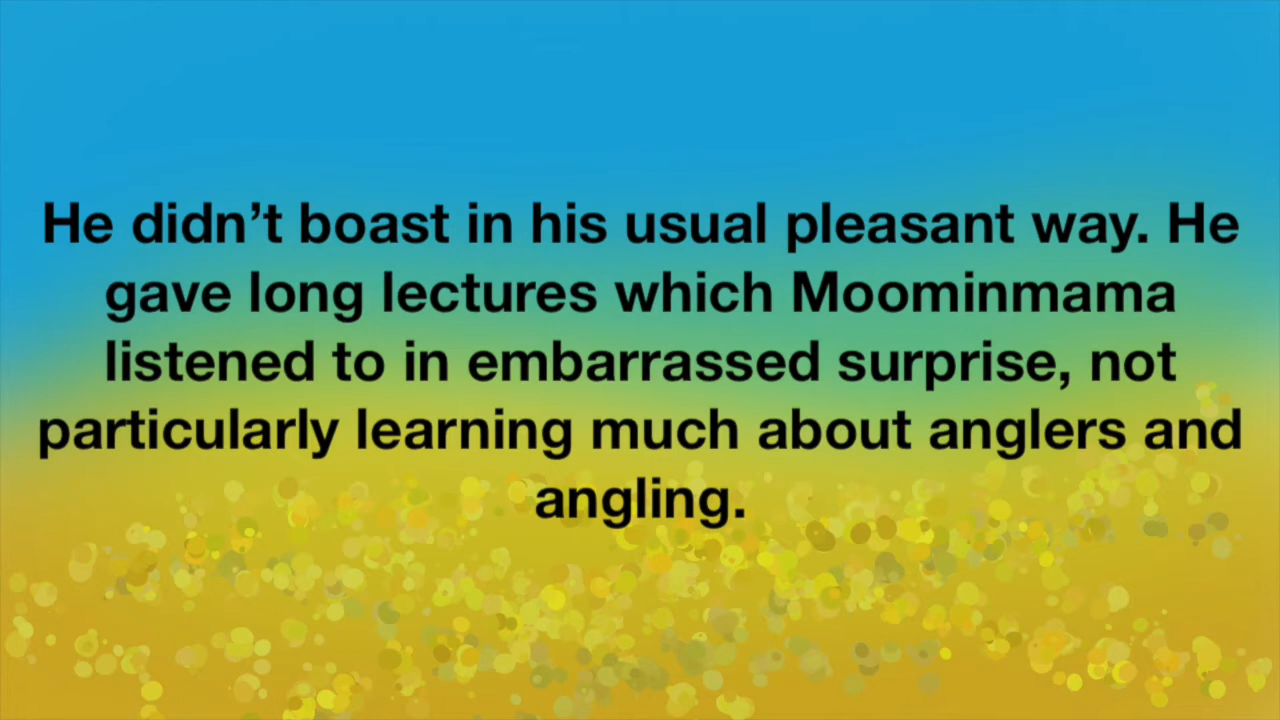 He didn’t boast in his usual pleasant way. He
gave long lectures which Moominmama
listened to in embarrassed surprise, not
particularly learning much about anglers and
angling.